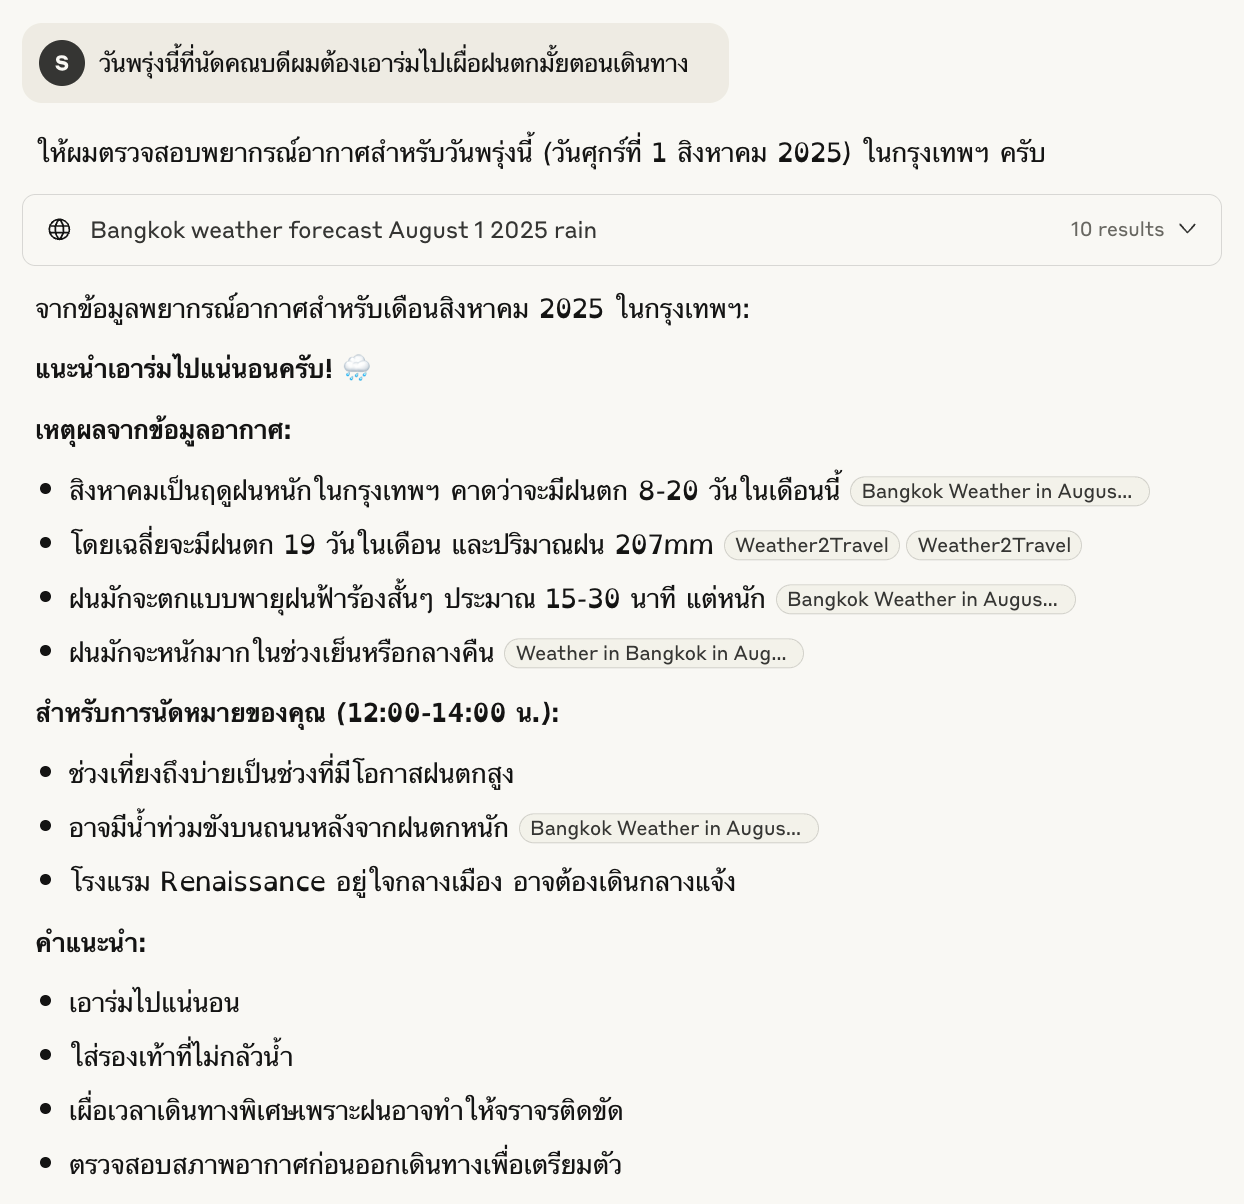 S วันพรุ่งนี้ที่นัดคณบดีผมต้องเอาร่มไปเผื่อฝนตกมั้ยตอนเดินทาง
ให้ผมตรวจสอบพยากรณ์อากาศสำหรับวันพรุ่งนี้ (วันศุกร์ที่ 1 สิงหาคม 2025) ในกรุงเทพฯ ครับ
Bangkok weather forecast August 1 2025 rain 10 results
จากข้อมูลพยากรณ์อากาศสำหรับเดือนสิงหาคม 2025 ในกรุงเทพฯ:
แนะนำเอาร่มไปแน่นอนครับ! 🌧️
เหตุผลจากข้อมูลอากาศ:
• สิงหาคมเป็นฤดูฝนหนักในกรุงเทพฯ คาดว่าจะมีฝนตก 8-20 วันในเดือนนี้ Bangkok Weather in Augus...
• โดยเฉลี่ยจะมีฝนตก 19 วันในเดือน และปริมาณฝน 207mm Weather2Travel Weather2Travel
• ฝนมักจะตกแบบพายุฝนฟ้าร้องสั้นๆ ประมาณ 15-30 นาที แต่หนัก Bangkok Weather in Augus...
• ฝนมักจะหนักมากในช่วงเย็นหรือกลางคืน Weather in Bangkok in Aug...
สำหรับการนัดหมายของคุณ (12:00-14:00 น.):
• ช่วงเที่ยงถึงบ่ายเป็นช่วงที่มีโอกาสฝนตกสูง
• อาจมีน้ำท่วมขังบนถนนหลังจากฝนตกหนัก Bangkok Weather in Augus...
• โรงแรม Renaissance อยู่ใจกลางเมือง อาจต้องเดินกลางแจ้ง
คำแนะนำ:
• เอาร่มไปแน่นอน
• ใส่รองเท้าที่ไม่กลัวน้ำ
• เผื่อเวลาเดินทางพิเศษเพราะฝนอาจทำให้จราจรติดขัด
• ตรวจสอบสภาพอากาศก่อนออกเดินทางเพื่อเตรียมตัว